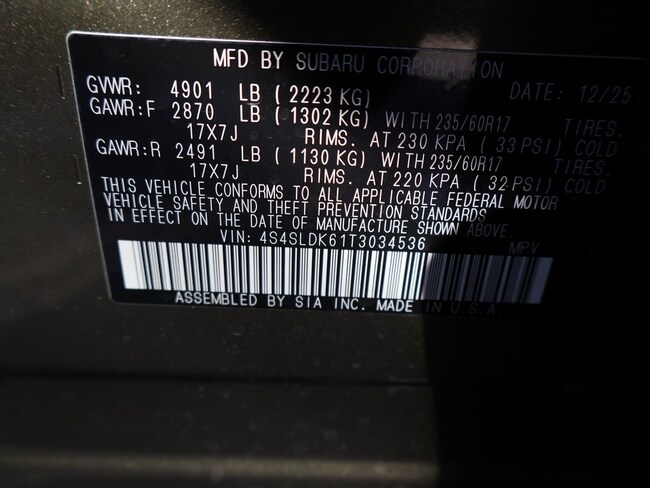 MFD BY SUBARU CORPORATION
GVWR: 4901 LB ( 2223 KG) DATE: 12/25
GAWR:F 2870 LB ( 1302 KG) WITH 235/60R17 TIRES.
17X7J RIMS. AT 230 KPA ( 33 PSI) COLD
GAWR:R 2491 LB ( 1130 KG) WITH 235/60R17 TIRES.
17X7J RIMS. AT 220 KPA ( 32 PSI) COLD
THIS VEHICLE CONFORMS TO ALL APPLICABLE FEDERAL MOTOR
VEHICLE SAFETY AND THEFT PREVENTION STANDARDS
IN EFFECT ON THE DATE OF MANUFACTURE SHOWN ABOVE.
VIN: 4S4SLDK61T3034536 MPV
ASSEMBLED BY SIA INC. MADE IN U.S.A.